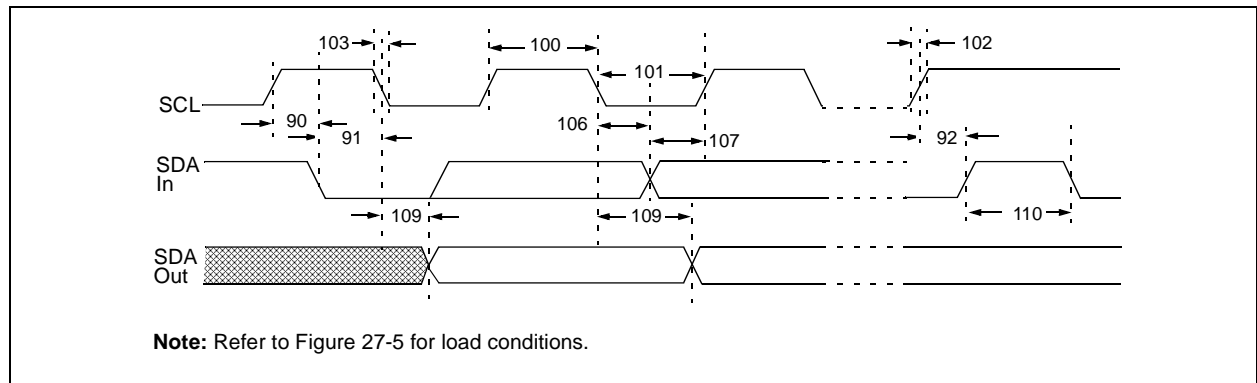 103
100
102
101
SCL
90
91
106
107
92
SDA
In
109
109
110
SDA
Out
Note: Refer to Figure 27-5 for load conditions.